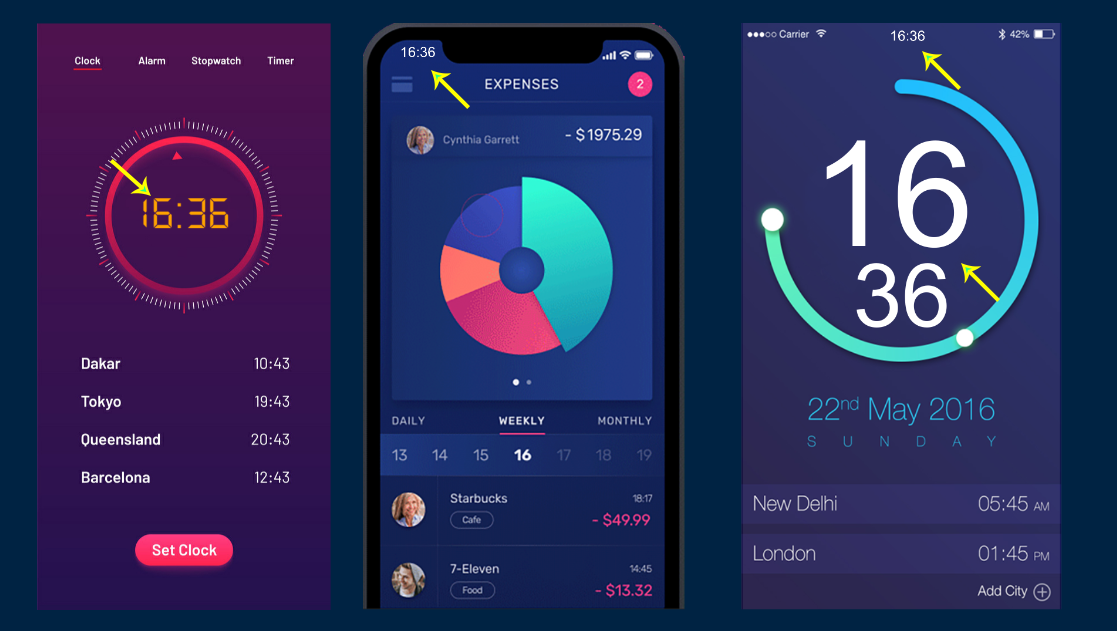 Clock Alarm Stopwatch Timer
16:36
Dakar 10:43
Tokyo 19:43
Queensland 20:43
Barcelona 12:43
Set Clock
16:36
EXPENSES 2
Cynthia Garrett - $1975.29
DAILY WEEKLY MONTHLY
13 14 15 16 17 18 19
Starbucks 18:17
Cafe - $49.99
7-Eleven 14:45
Food - $13.32
Carrier 16:36 42%
16
36
22nd May 2016
SUNDAY
New Delhi 05:45 AM
London 01:45 PM
Add City